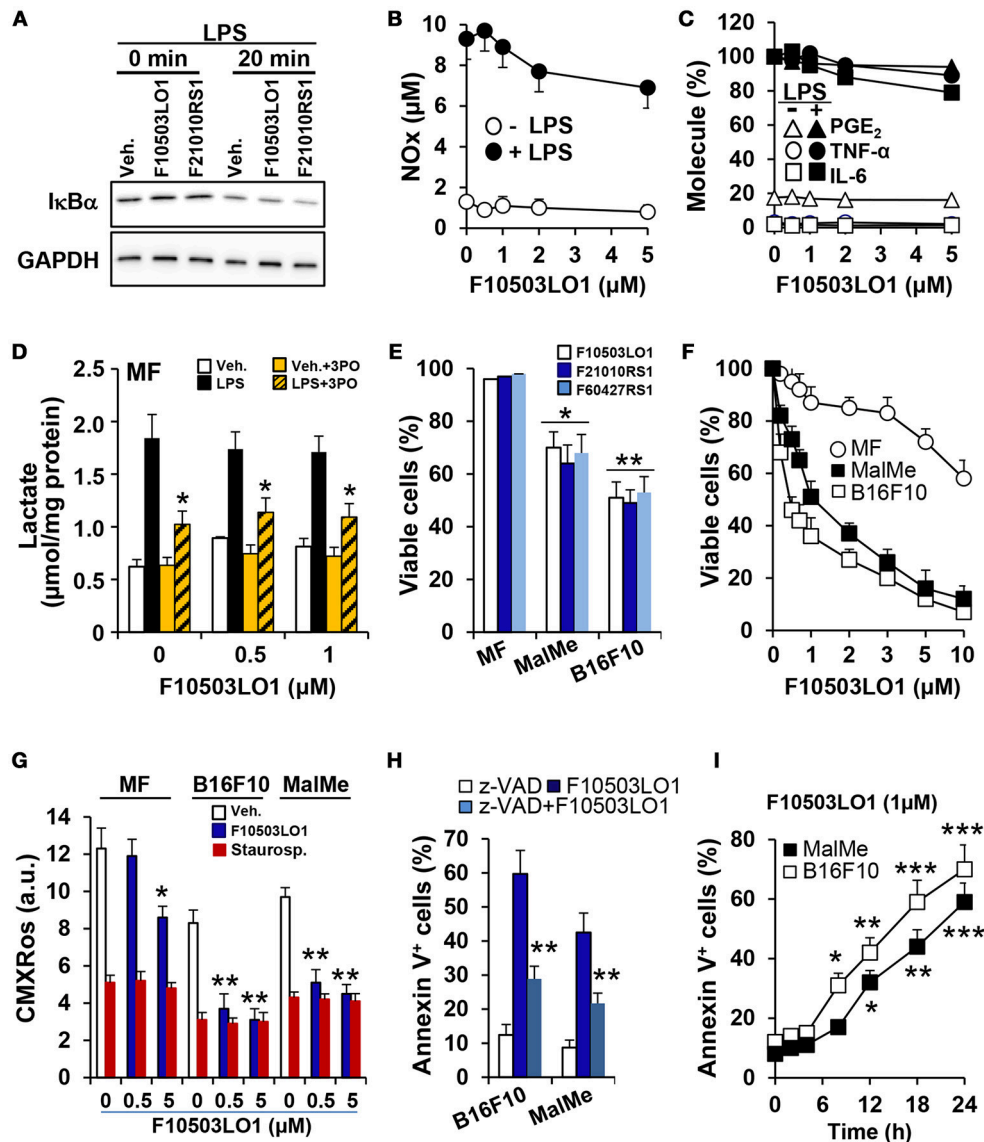 A
LPS
0 min 20 min
Veh. F10503LO1 F21010RS1 Veh. F10503LO1 F21010RS1
IκBα
GAPDH
B
NOx (µM)
10
8
6
4
2
0
- LPS
+ LPS
0 1 2 3 4 5
F10503LO1 (µM)
C
Molecule (%)
120
100
80
60
40
20
0
LPS
- +
PGE₂
TNF-α
IL-6
0 1 2 3 4 5
F10503LO1 (µM)
D
MF
Veh. Veh.+3PO
LPS LPS+3PO
Lactate
(µmol/mg protein)
2.5
2.0
1.5
1.0
0.5
0
* * *
0 0.5 1
F10503LO1 (µM)
E
F10503LO1
F21010RS1
F60427RS1
Viable cells (%)
100
80
60
40
20
0
* **
MF MalMe B16F10
F
Viable cells (%)
100
80
60
40
20
0
MF
MalMe
B16F10
0 1 2 3 5 10
F10503LO1 (µM)
G
MF B16F10 MalMe
Veh.
F10503LO1
Staurosp.
CMXRos (a.u.)
14
12
10
8
6
4
2
0
* ** ** ** **
0 0.5 5 0 0.5 5 0 0.5 5
F10503LO1 (µM)
H
z-VAD F10503LO1
z-VAD+F10503LO1
Annexin V⁺ cells (%)
70
60
50
40
30
20
10
0
** **
B16F10 MalMe
I
F10503LO1 (1µM)
MalMe
B16F10
Annexin V⁺ cells (%)
80
60
40
20
0
* ** *** ***
* ** ***
0 6 12 18 24
Time (h)